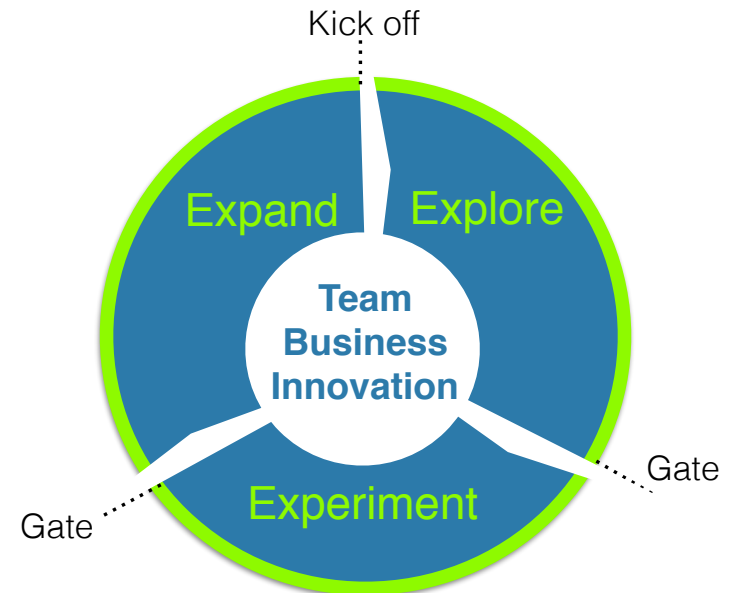 Kick off
Expand
Explore
Team
Business
Innovation
Gate
Experiment
Gate